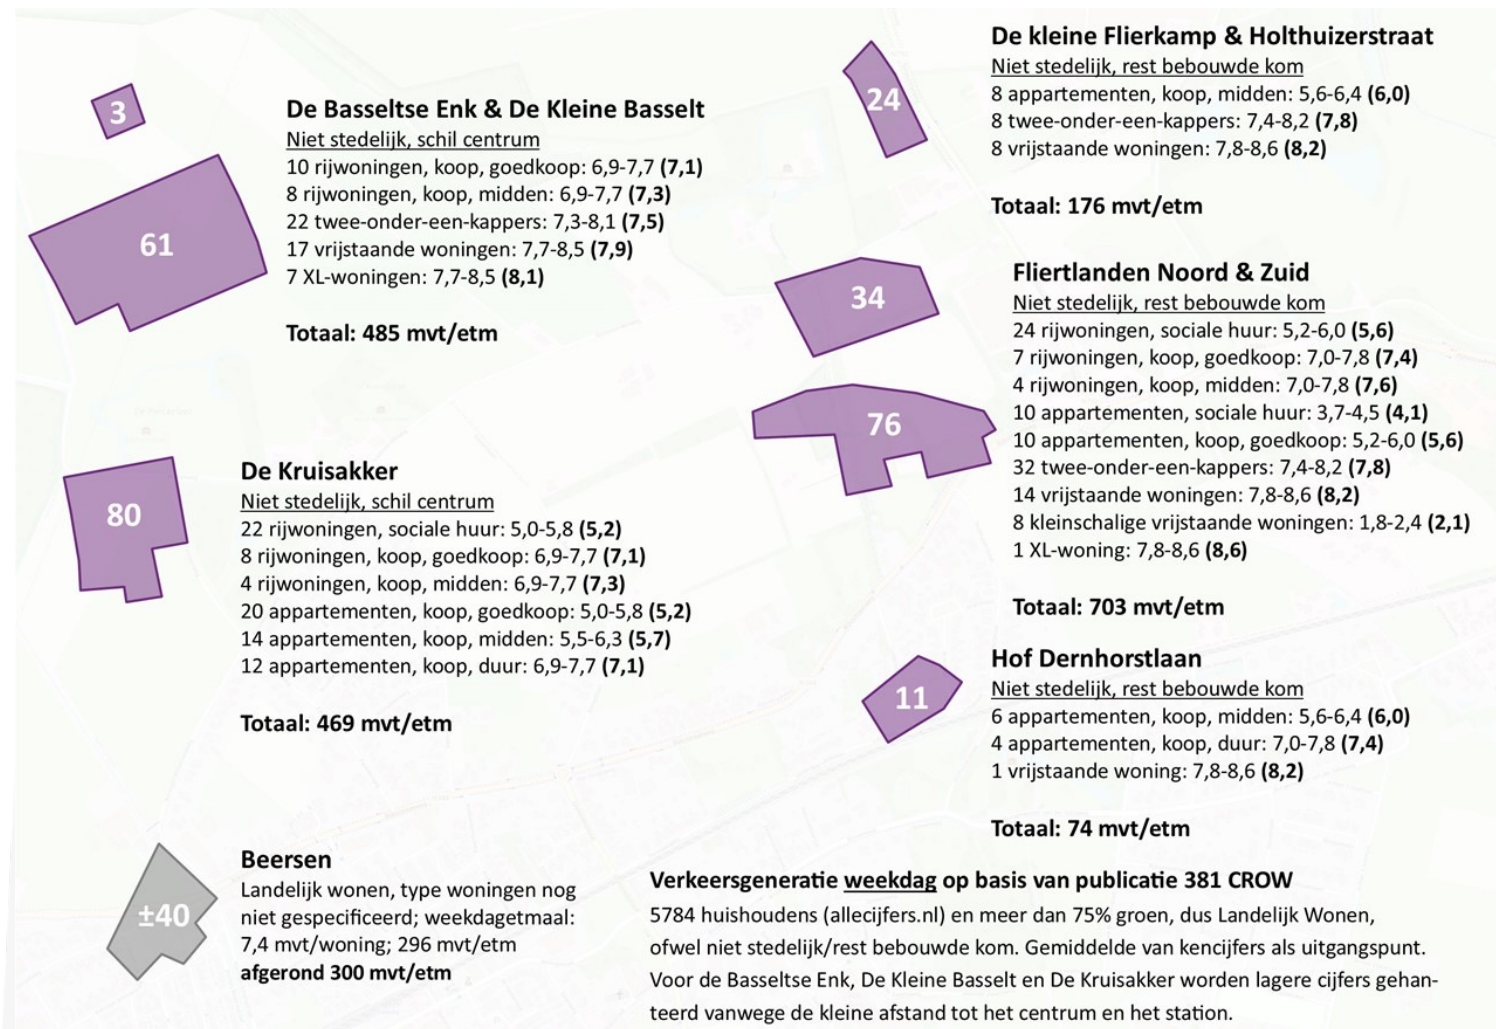 3
61
De Basseltse Enk & De Kleine Basselt
Niet stedelijk, schil centrum
10 rijwoningen, koop, goedkoop: 6,9-7,7 (7,1)
8 rijwoningen, koop, midden: 6,9-7,7 (7,3)
22 twee-onder-een-kappers: 7,3-8,1 (7,5)
17 vrijstaande woningen: 7,7-8,5 (7,9)
7 XL-woningen: 7,7-8,5 (8,1)
Totaal: 485 mvt/etm
80
De Kruisakker
Niet stedelijk, schil centrum
22 rijwoningen, sociale huur: 5,0-5,8 (5,2)
8 rijwoningen, koop, goedkoop: 6,9-7,7 (7,1)
4 rijwoningen, koop, midden: 6,9-7,7 (7,3)
20 appartementen, koop, goedkoop: 5,0-5,8 (5,2)
14 appartementen, koop, midden: 5,5-6,3 (5,7)
12 appartementen, koop, duur: 6,9-7,7 (7,1)
Totaal: 469 mvt/etm
±40
Beersen
Landelijk wonen, type woningen nog
niet gespecificeerd; weekdagetmaal:
7,4 mvt/woning; 296 mvt/etm
afgerond 300 mvt/etm
24
De kleine Flierkamp & Holthuizerstraat
Niet stedelijk, rest bebouwde kom
8 appartementen, koop, midden: 5,6-6,4 (6,0)
8 twee-onder-een-kappers: 7,4-8,2 (7,8)
8 vrijstaande woningen: 7,8-8,6 (8,2)
Totaal: 176 mvt/etm
34
76
Fliertlanden Noord & Zuid
Niet stedelijk, rest bebouwde kom
24 rijwoningen, sociale huur: 5,2-6,0 (5,6)
7 rijwoningen, koop, goedkoop: 7,0-7,8 (7,4)
4 rijwoningen, koop, midden: 7,0-7,8 (7,6)
10 appartementen, sociale huur: 3,7-4,5 (4,1)
10 appartementen, koop, goedkoop: 5,2-6,0 (5,6)
32 twee-onder-een-kappers: 7,4-8,2 (7,8)
14 vrijstaande woningen: 7,8-8,6 (8,2)
8 kleinschalige vrijstaande woningen: 1,8-2,4 (2,1)
1 XL-woning: 7,8-8,6 (8,6)
Totaal: 703 mvt/etm
11
Hof Dernhorstlaan
Niet stedelijk, rest bebouwde kom
6 appartementen, koop, midden: 5,6-6,4 (6,0)
4 appartementen, koop, duur: 7,0-7,8 (7,4)
1 vrijstaande woning: 7,8-8,6 (8,2)
Totaal: 74 mvt/etm
Verkeersgeneratie weekdag op basis van publicatie 381 CROW
5784 huishoudens (allecijfers.nl) en meer dan 75% groen, dus Landelijk Wonen,
ofwel niet stedelijk/rest bebouwde kom. Gemiddelde van kencijfers als uitgangspunt.
Voor de Basseltse Enk, De Kleine Basselt en De Kruisakker worden lagere cijfers gehan-
teerd vanwege de kleine afstand tot het centrum en het station.